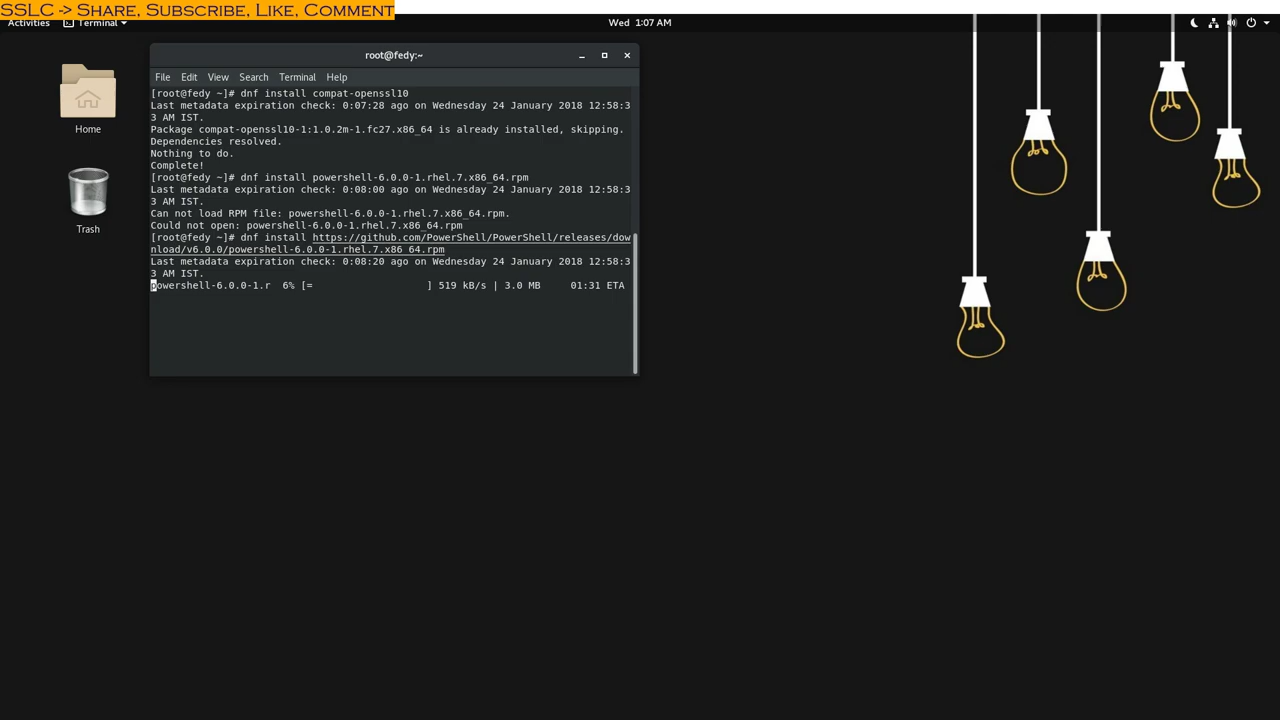 SSLC -> Share, Subscribe, Like, Comment
Activities Terminal Wed 1:07 AM
root@fedy:~
File Edit View Search Terminal Help
[root@fedy ~]# dnf install compat-openssl10
Last metadata expiration check: 0:07:28 ago on Wednesday 24 January 2018 12:58:3
3 AM IST.
Package compat-openssl10-1:1.0.2m-1.fc27.x86_64 is already installed, skipping.
Dependencies resolved.
Nothing to do.
Complete!
[root@fedy ~]# dnf install powershell-6.0.0-1.rhel.7.x86_64.rpm
Last metadata expiration check: 0:08:00 ago on Wednesday 24 January 2018 12:58:3
3 AM IST.
Can not load RPM file: powershell-6.0.0-1.rhel.7.x86_64.rpm.
Could not open: powershell-6.0.0-1.rhel.7.x86_64.rpm
[root@fedy ~]# dnf install https://github.com/PowerShell/PowerShell/releases/dow
nload/v6.0.0/powershell-6.0.0-1.rhel.7.x86_64.rpm
Last metadata expiration check: 0:08:20 ago on Wednesday 24 January 2018 12:58:3
3 AM IST.
powershell-6.0.0-1.r 6% [= ] 519 kB/s | 3.0 MB 01:31 ETA
Home
Trash